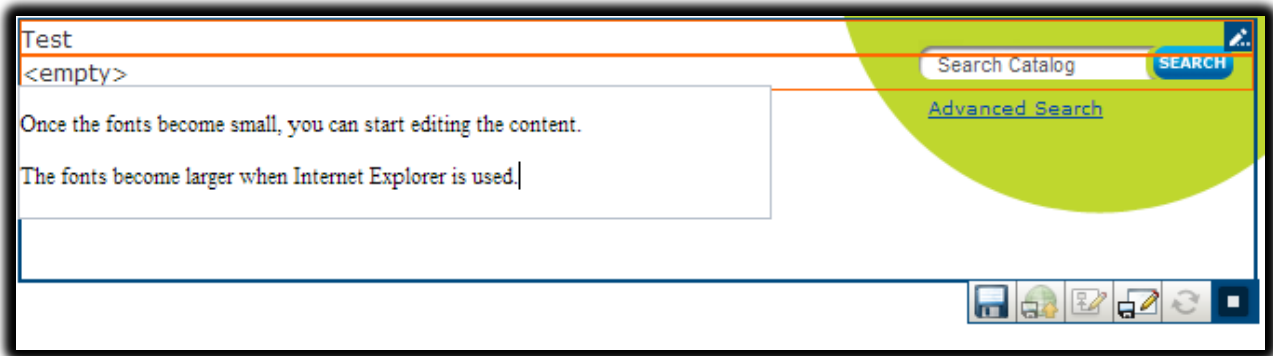 Test
<empty>
Search Catalog
SEARCH
Advanced Search
Once the fonts become small, you can start editing the content.
The fonts become larger when Internet Explorer is used.